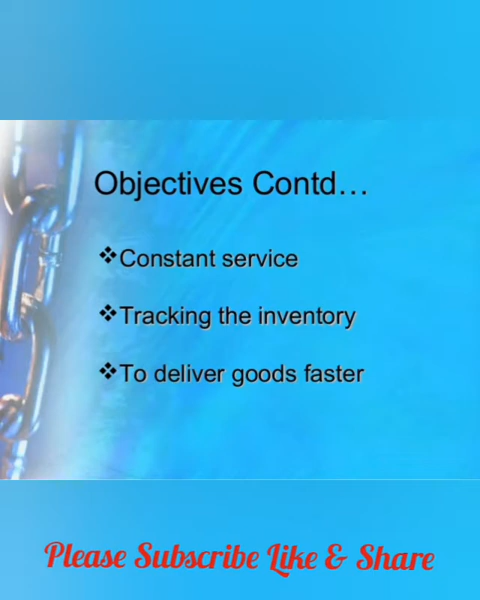 Objectives Contd…
❖Constant service
❖Tracking the inventory
❖To deliver goods faster
Please Subscribe Like & Share